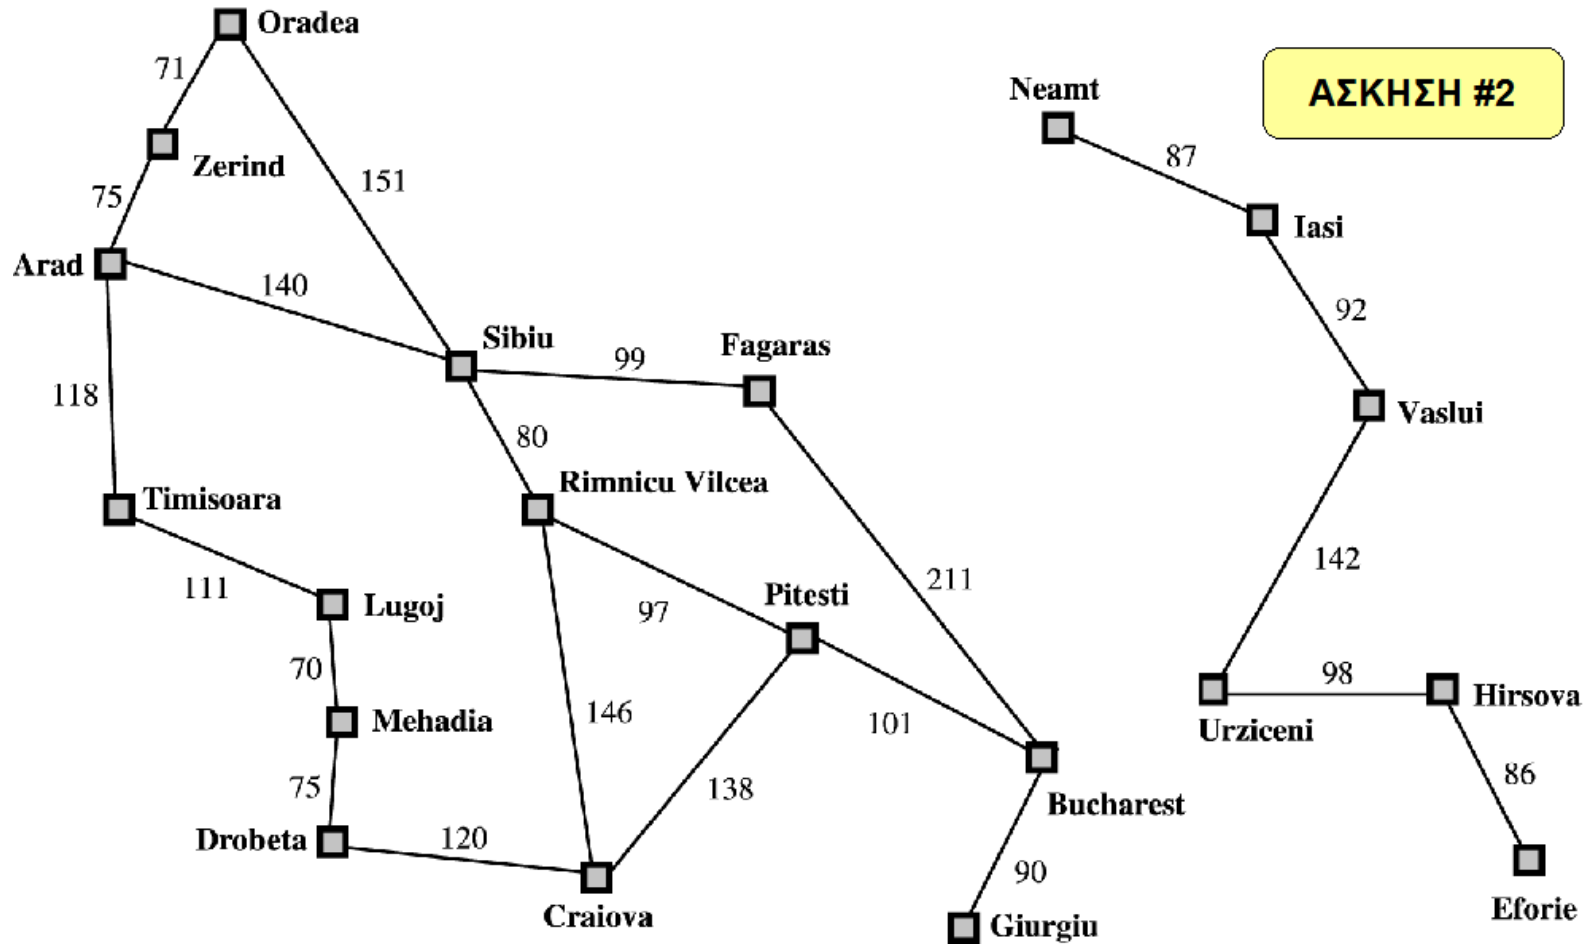 Oradea
71
Neamt
ΑΣΚΗΣΗ #2
87
Zerind
151
75
Iasi
Arad
140
92
Sibiu
Fagaras
99
118
Vaslui
80
Rimnicu Vilcea
Timisoara
142
211
111
Pitesti
Lugoj
97
70
98
Hirsova
146
Mehadia
101
Urziceni
86
75
138
Bucharest
Drobeta
120
90
Craiova
Giurgiu
Eforie